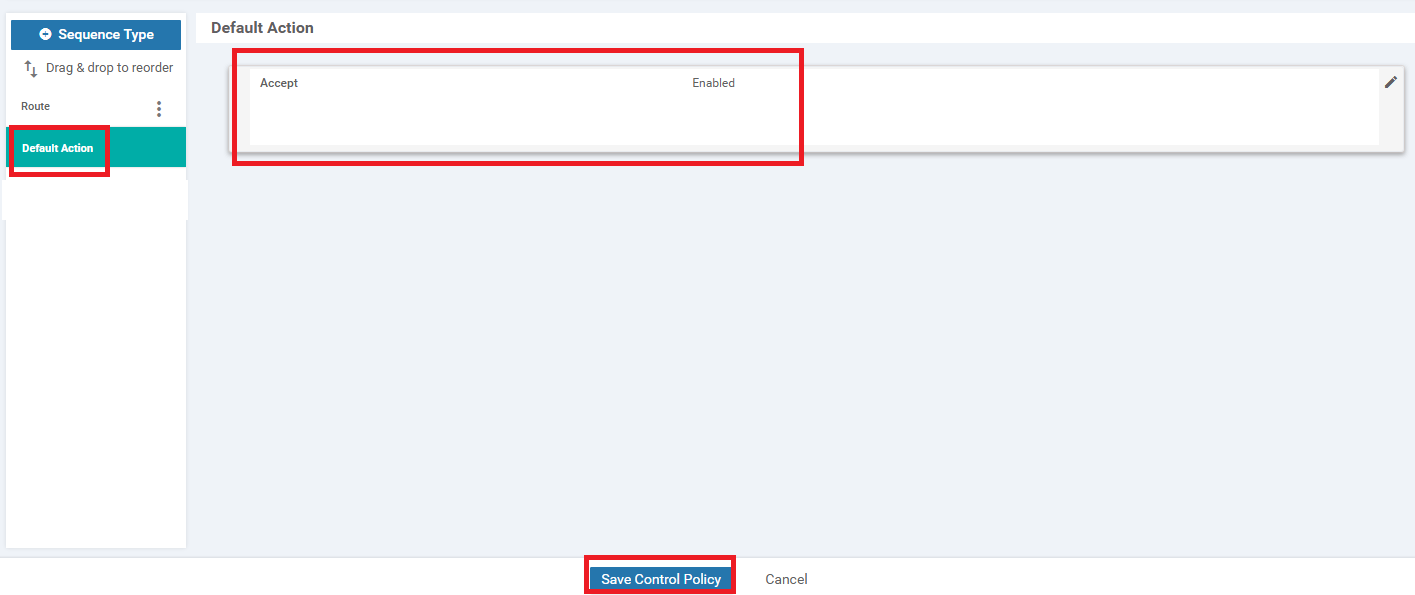 Sequence Type
Drag & drop to reorder
Route
Default Action
Default Action
Accept Enabled
Save Control Policy Cancel